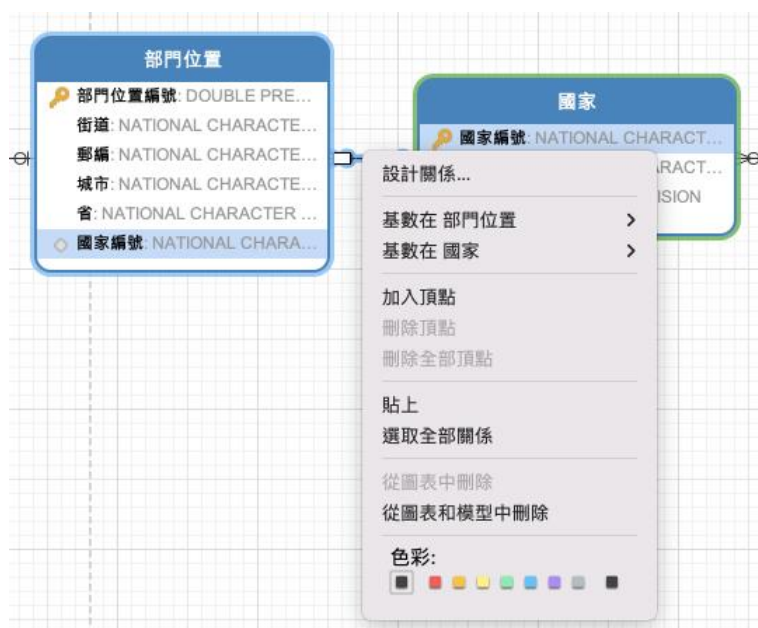 部門位置
部門位置編號: DOUBLE PRE...
街道: NATIONAL CHARACTE...
郵編: NATIONAL CHARACTE...
城市: NATIONAL CHARACTE...
省: NATIONAL CHARACTER ...
國家編號: NATIONAL CHARA...
國家
國家編號: NATIONAL CHARACT...
RACT...
ISION
設計關係...
基數在 部門位置
基數在 國家
加入頂點
刪除頂點
刪除全部頂點
貼上
選取全部關係
從圖表中刪除
從圖表和模型中刪除
色彩: